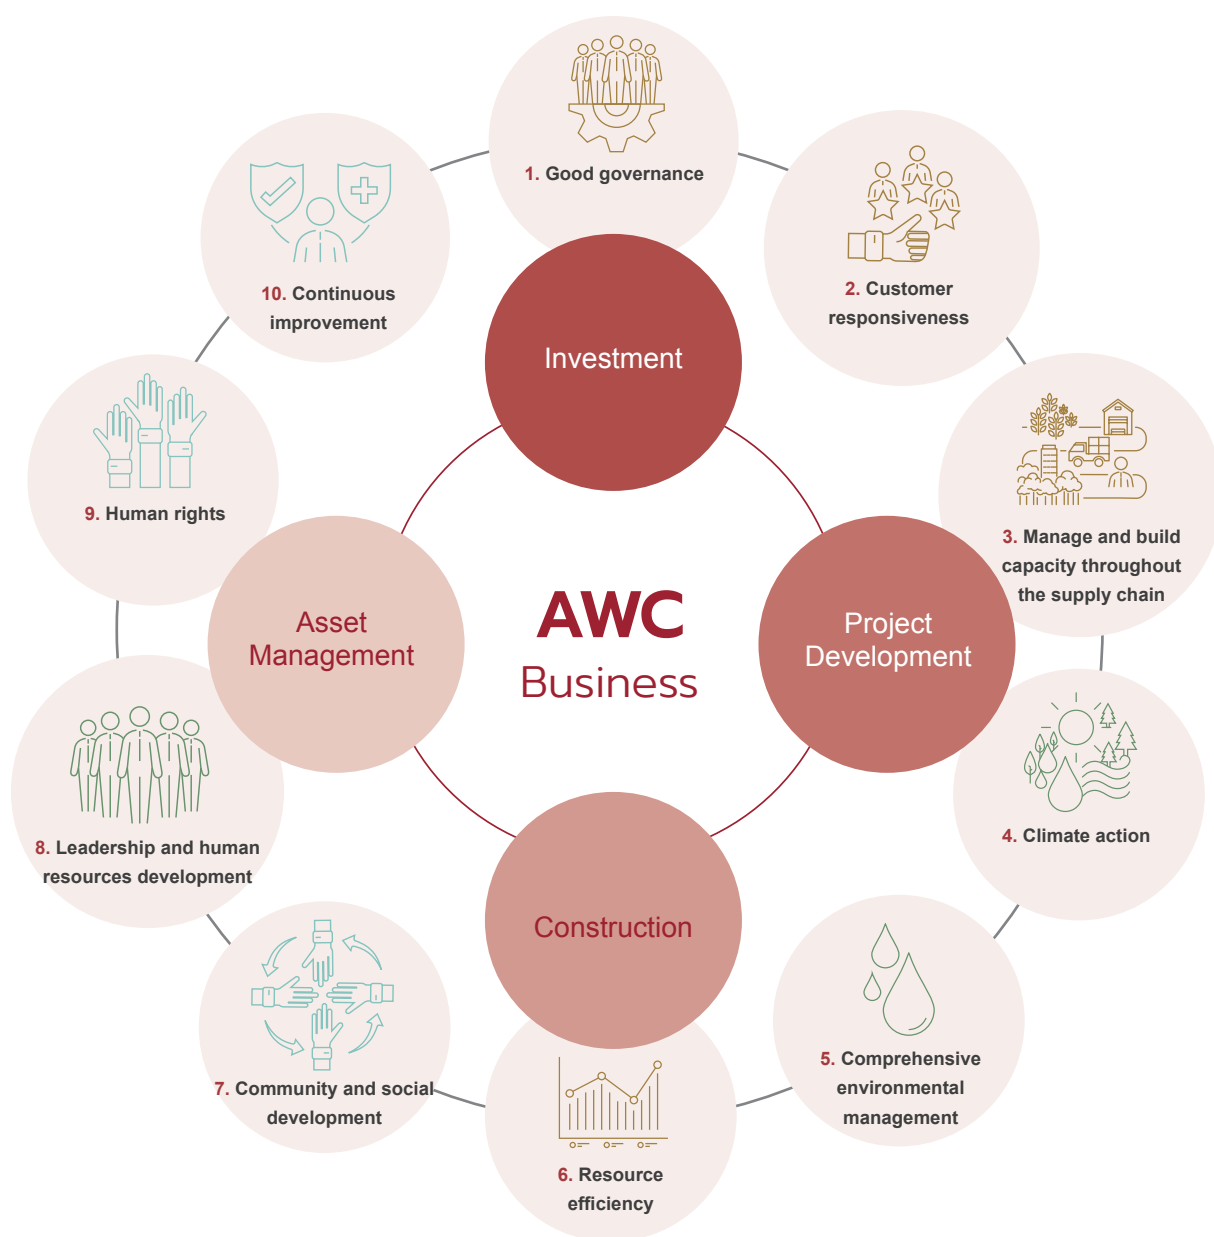 1. Good governance
2. Customer
responsiveness
3. Manage and build
capacity throughout
the supply chain
4. Climate action
5. Comprehensive
environmental
management
6. Resource
efficiency
7. Community and social
development
8. Leadership and human
resources development
9. Human rights
10. Continuous
improvement
Investment
Project
Development
Construction
Asset
Management
AWC
Business